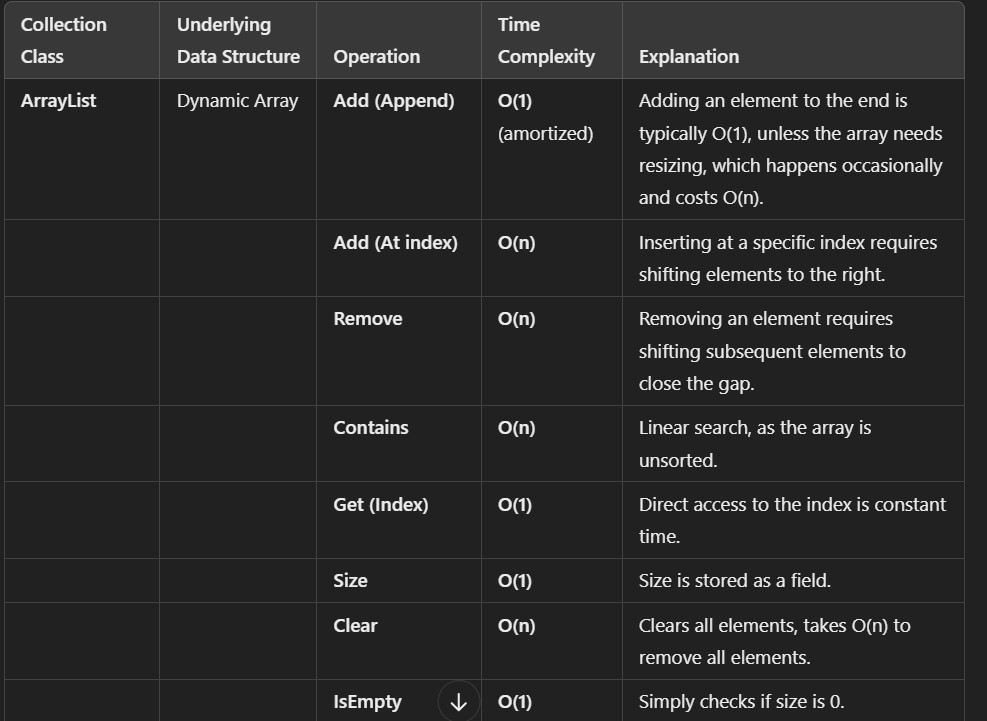 Collection Class
Underlying Data Structure
Operation
Time Complexity
Explanation
ArrayList
Dynamic Array
Add (Append)
O(1)
(amortized)
Adding an element to the end is
typically O(1), unless the array needs
resizing, which happens occasionally
and costs O(n).
Add (At index)
O(n)
Inserting at a specific index requires
shifting elements to the right.
Remove
O(n)
Removing an element requires
shifting subsequent elements to
close the gap.
Contains
O(n)
Linear search, as the array is
unsorted.
Get (Index)
O(1)
Direct access to the index is constant
time.
Size
O(1)
Size is stored as a field.
Clear
O(n)
Clears all elements, takes O(n) to
remove all elements.
IsEmpty
O(1)
Simply checks if size is 0.